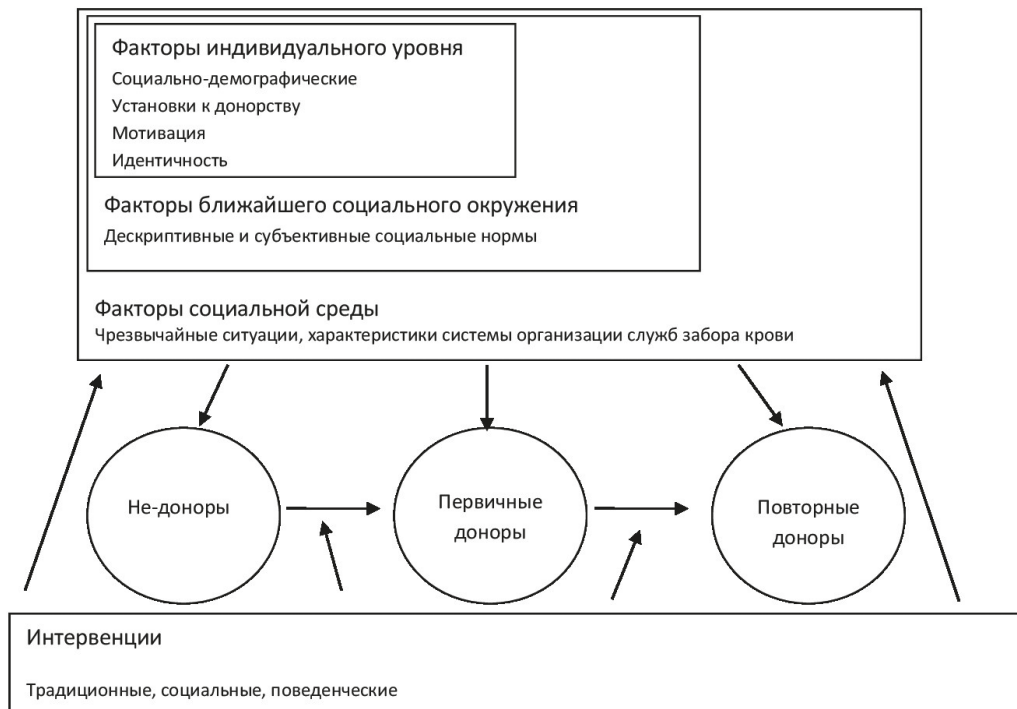 Факторы индивидуального уровня
Социально-демографические
Установки к донорству
Мотивация
Идентичность
Факторы ближайшего социального окружения
Дескриптивные и субъективные социальные нормы
Факторы социальной среды
Чрезвычайные ситуации, характеристики системы организации служб забора крови
Не-доноры
Первичные
доноры
Повторные
доноры
Интервенции
Традиционные, социальные, поведенческие